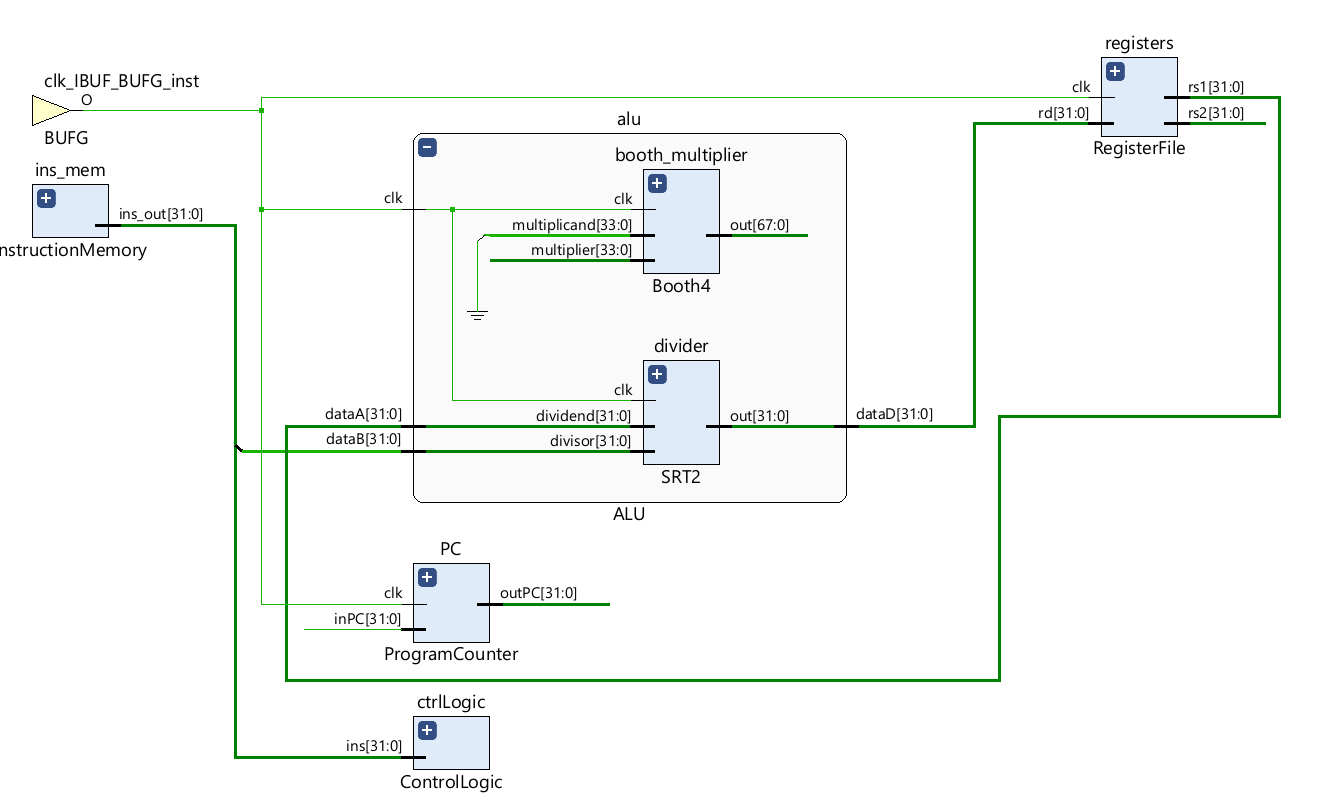 registers
clk_IBUF_BUFG_inst
O
clk
rs1[31:0]
BUFG
rd[31:0]
rs2[31:0]
alu
RegisterFile
booth_multiplier
ins_mem
clk
clk
ins_out[31:0]
multiplicand[33:0]
out[67:0]
nstructionMemory
multiplier[33:0]
Booth4
divider
clk
dataA[31:0]
dividend[31:0]
out[31:0]
dataD[31:0]
dataB[31:0]
divisor[31:0]
SRT2
ALU
PC
clk
outPC[31:0]
inPC[31:0]
ProgramCounter
ctrlLogic
ins[31:0]
ControlLogic